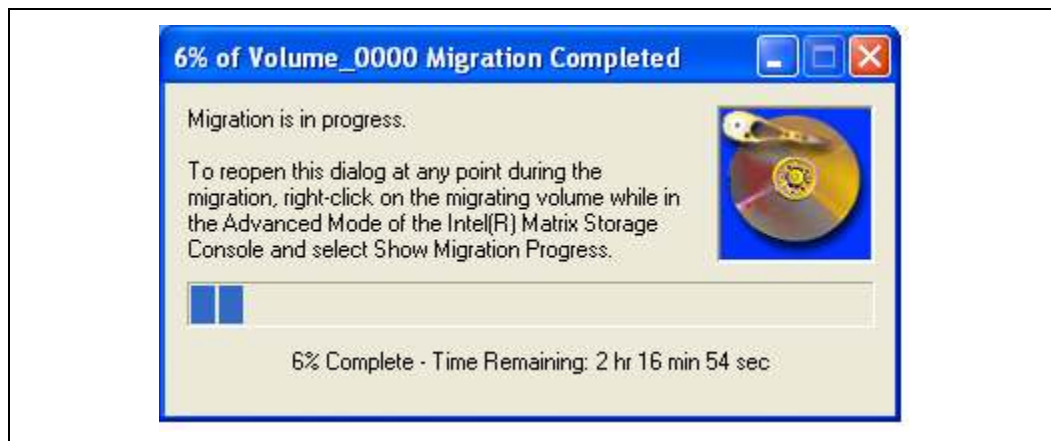 6% of Volume_0000 Migration Completed
Migration is in progress.
To reopen this dialog at any point during the
migration, right-click on the migrating volume while in
the Advanced Mode of the Intel(R) Matrix Storage
Console and select Show Migration Progress.
6% Complete - Time Remaining: 2 hr 16 min 54 sec